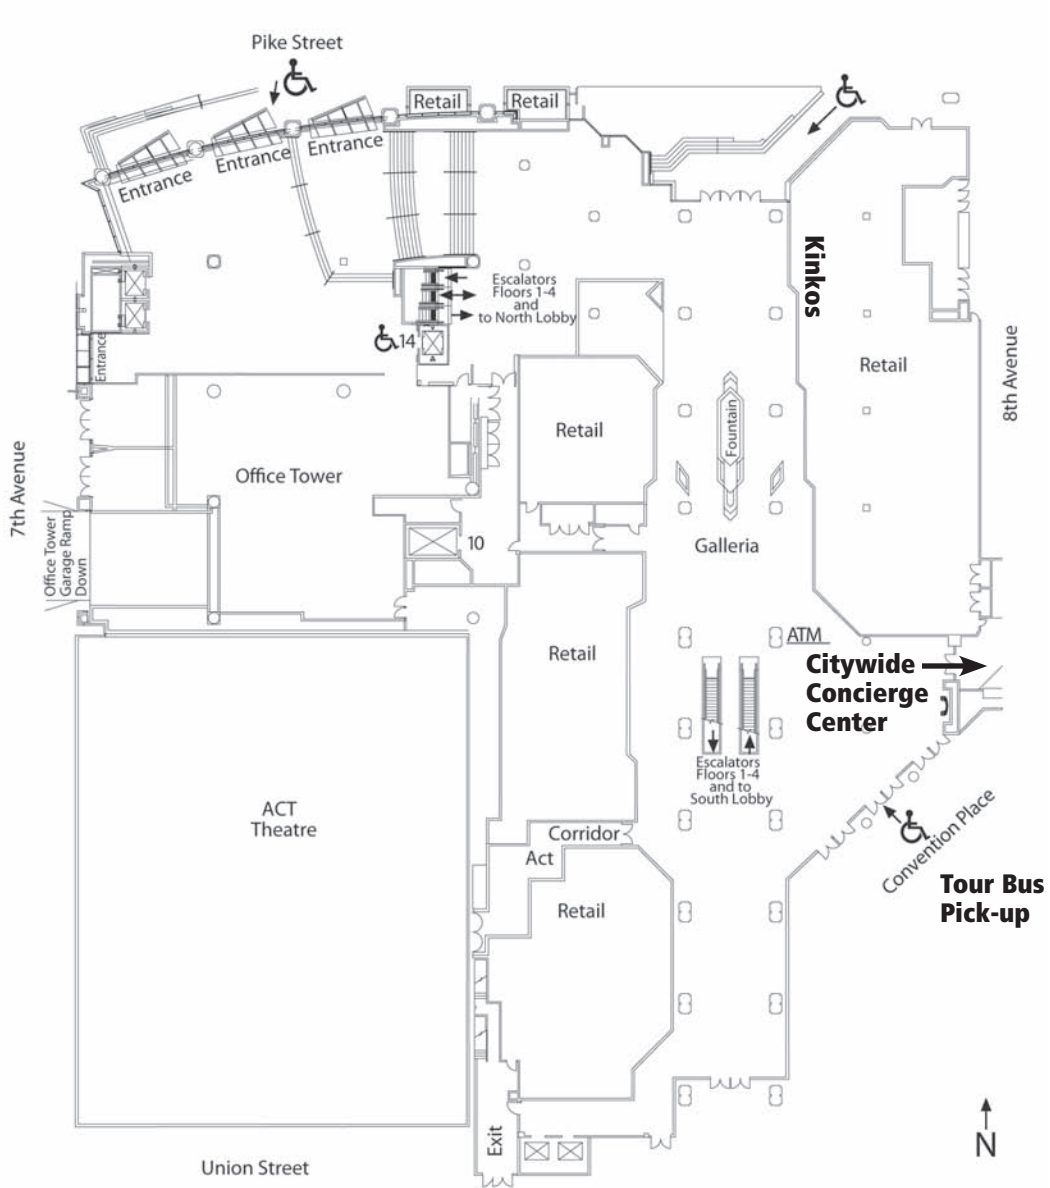 Pike Street
Retail
Retail
Entrance
Entrance
Entrance
Kinkos
Escalators
Floors 1-4
and
to North Lobby
14
Entrance
Retail
8th Avenue
Fountain
Retail
7th Avenue
Office Tower
Office Tower
Garage Ramp
Down
10
Galleria
ATM
Retail
Citywide
Concierge
Center
Escalators
Floors 1-4
and to
South Lobby
ACT
Theatre
Corridor
Act
Convention Place
Tour Bus
Pick-up
Retail
Exit
N
Union Street